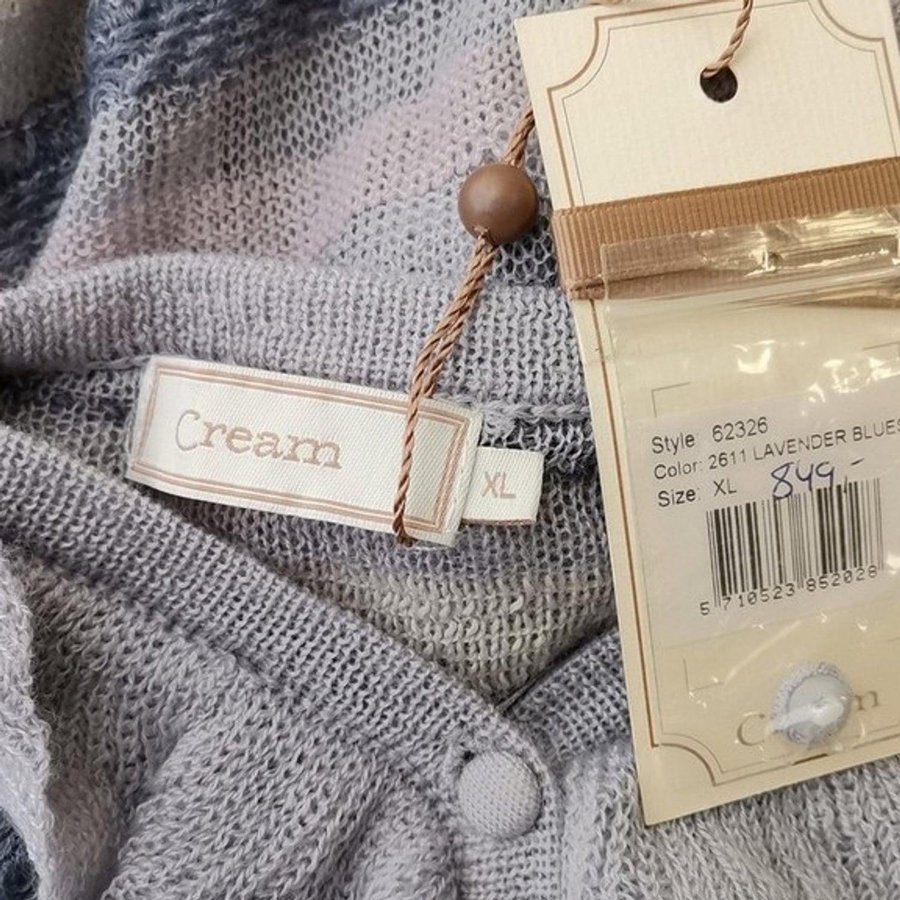 Cream
XL
Style 62326
Color: 2611 LAVENDER BLUES
Size: XL 849,-
5 710523 852028